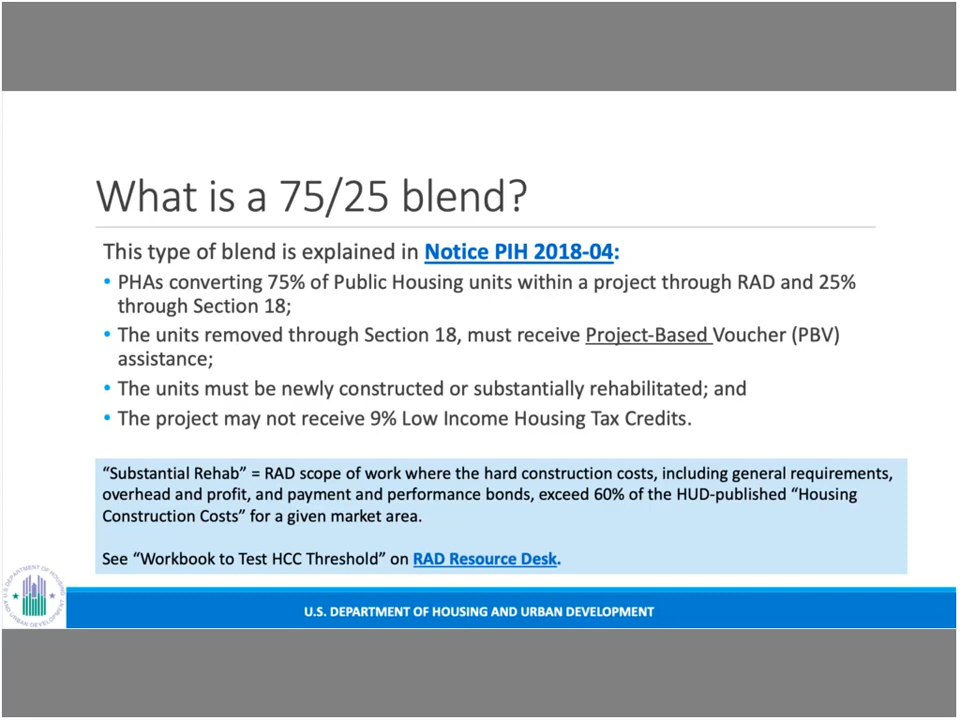 What is a 75/25 blend?
This type of blend is explained in Notice PIH 2018-04:
• PHAs converting 75% of Public Housing units within a project through RAD and 25%
through Section 18;
• The units removed through Section 18, must receive Project-Based Voucher (PBV)
assistance;
• The units must be newly constructed or substantially rehabilitated; and
• The project may not receive 9% Low Income Housing Tax Credits.
“Substantial Rehab” = RAD scope of work where the hard construction costs, including general requirements,
overhead and profit, and payment and performance bonds, exceed 60% of the HUD-published “Housing
Construction Costs” for a given market area.
See “Workbook to Test HCC Threshold” on RAD Resource Desk.
U.S. DEPARTMENT OF HOUSING AND URBAN DEVELOPMENT
U.S. DEPARTMENT OF HOUSING AND URBAN DEVELOPMENT